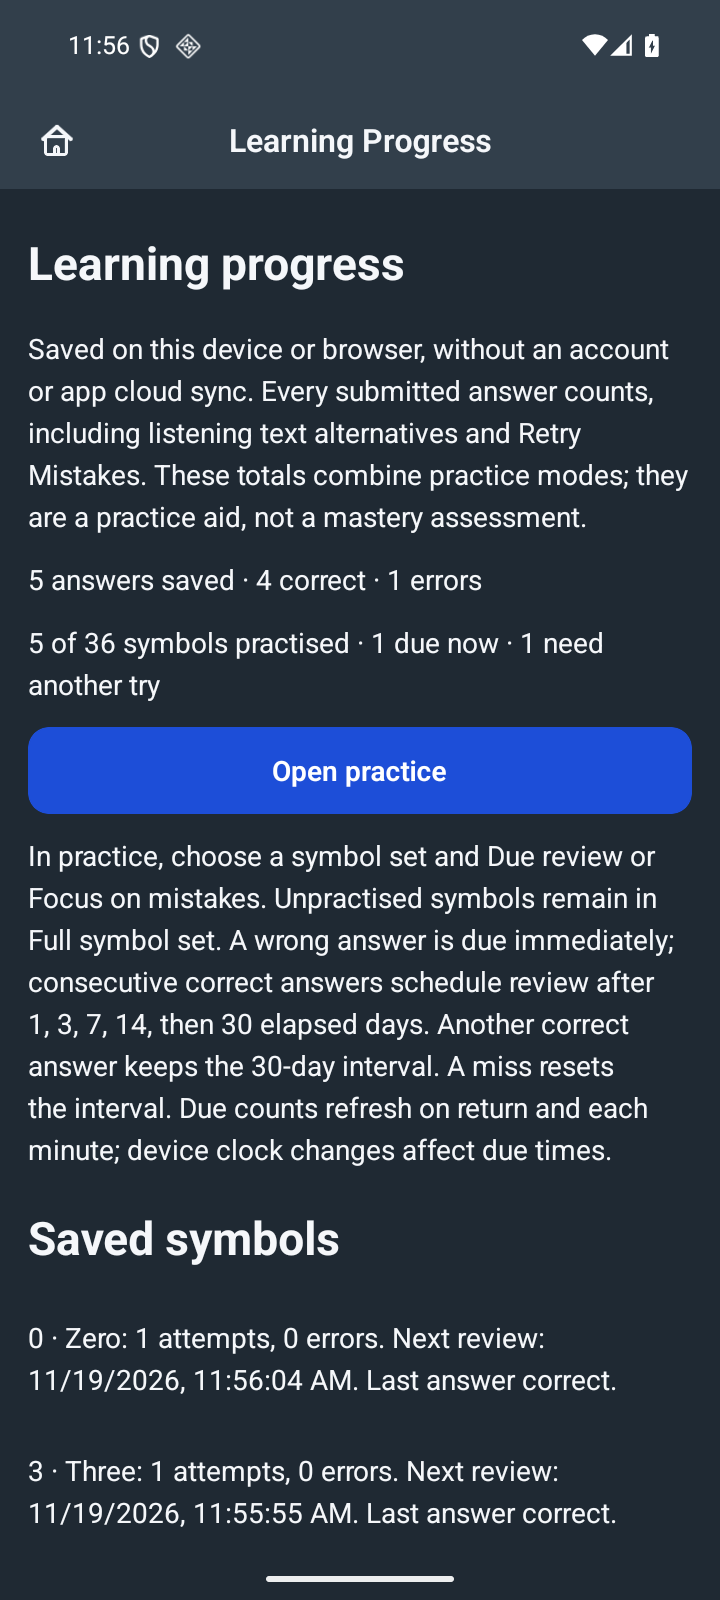 11:56
Learning Progress
Learning progress
Saved on this device or browser, without an account
or app cloud sync. Every submitted answer counts,
including listening text alternatives and Retry
Mistakes. These totals combine practice modes; they
are a practice aid, not a mastery assessment.
5 answers saved · 4 correct · 1 errors
5 of 36 symbols practised · 1 due now · 1 need
another try
Open practice
In practice, choose a symbol set and Due review or
Focus on mistakes. Unpractised symbols remain in
Full symbol set. A wrong answer is due immediately;
consecutive correct answers schedule review after
1, 3, 7, 14, then 30 elapsed days. Another correct
answer keeps the 30-day interval. A miss resets
the interval. Due counts refresh on return and each
minute; device clock changes affect due times.
Saved symbols
0 · Zero: 1 attempts, 0 errors. Next review:
11/19/2026, 11:56:04 AM. Last answer correct.
3 · Three: 1 attempts, 0 errors. Next review:
11/19/2026, 11:55:55 AM. Last answer correct.